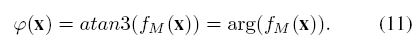 φ(x) = atan3(f_M(x)) = arg(f_M(x)). (11)